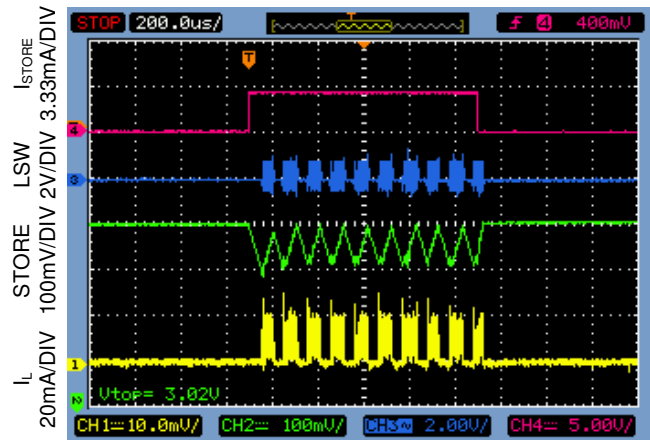 STOP 200.0us/ T f 4 400mV
T
I_STORE 3.33mA/DIV
4
LSW 2V/DIV
3
STORE 100mV/DIV
I_L 20mA/DIV
1
2
Vtop= 3.02V
CH1 10.0mV/ CH2 100mV/ CH3 2.00V/ CH4 5.00V/